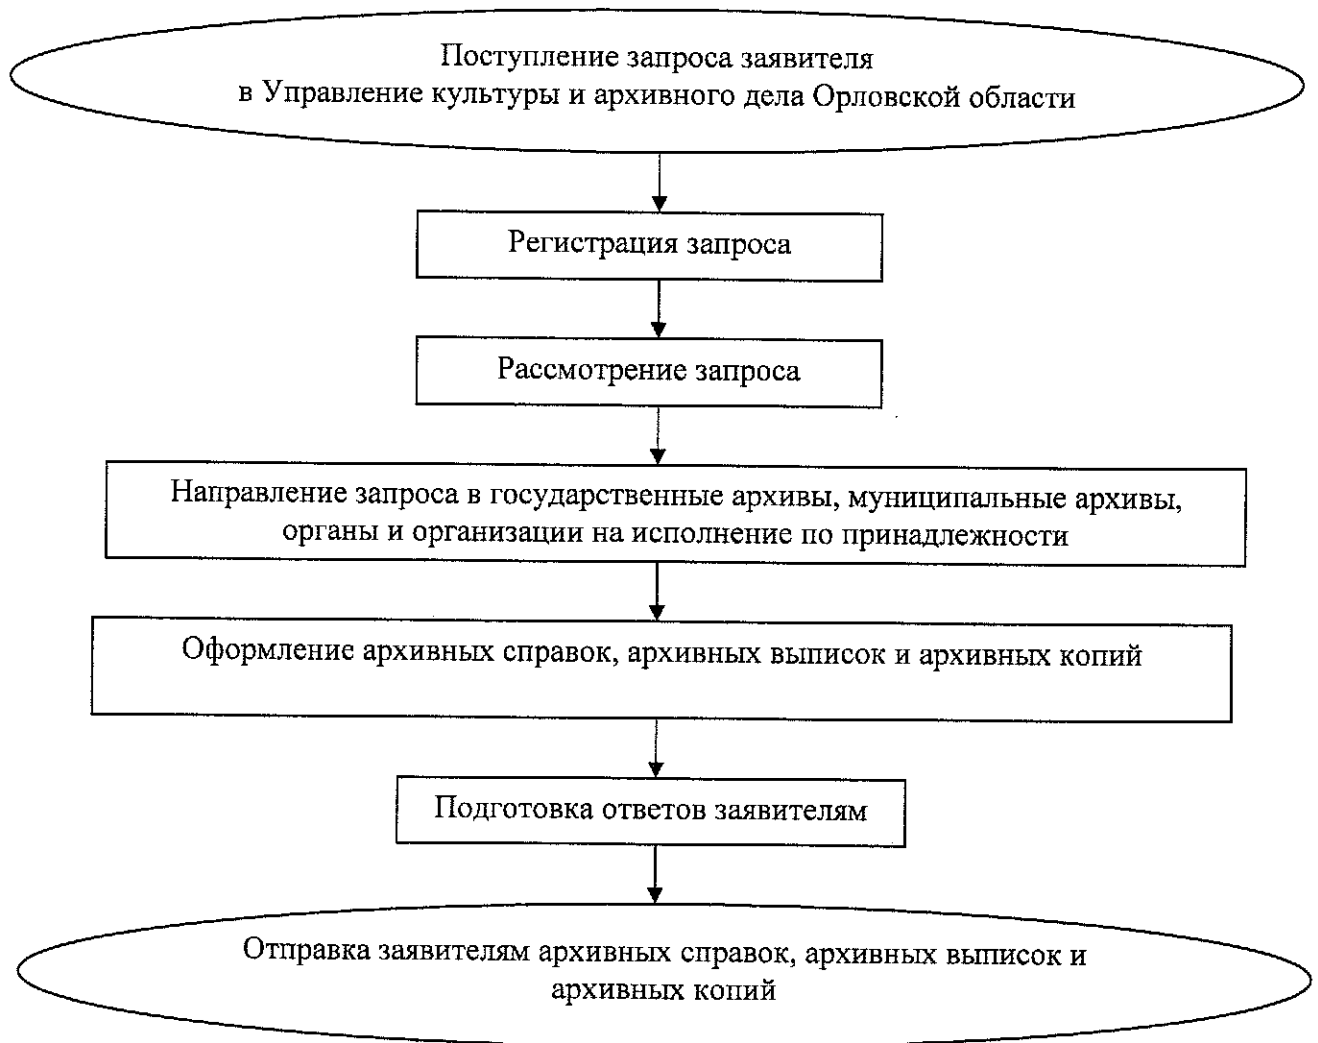 Поступление запроса заявителя
в Управление культуры и архивного дела Орловской области
Регистрация запроса
Рассмотрение запроса
Направление запроса в государственные архивы, муниципальные архивы,
органы и организации на исполнение по принадлежности
Оформление архивных справок, архивных выписок и архивных копий
Подготовка ответов заявителям
Отправка заявителям архивных справок, архивных выписок и
архивных копий